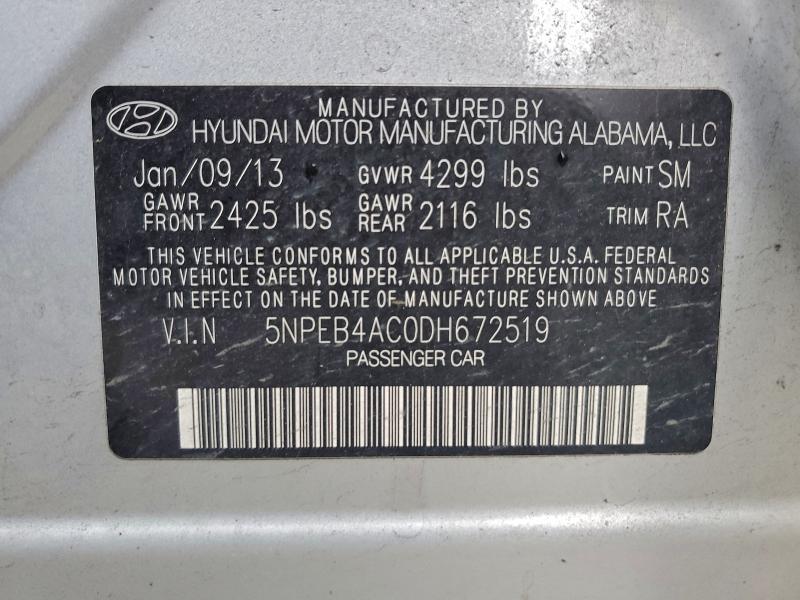 MANUFACTURED BY
HYUNDAI MOTOR MANUFACTURING ALABAMA, LLC
Jan/09/13 GVWR 4299 lbs PAINT SM
GAWR FRONT 2425 lbs GAWR REAR 2116 lbs TRIM RA
THIS VEHICLE CONFORMS TO ALL APPLICABLE U.S.A. FEDERAL
MOTOR VEHICLE SAFETY, BUMPER, AND THEFT PREVENTION STANDARDS
IN EFFECT ON THE DATE OF MANUFACTURE SHOWN ABOVE
V.I.N 5NPEB4AC0DH672519
PASSENGER CAR